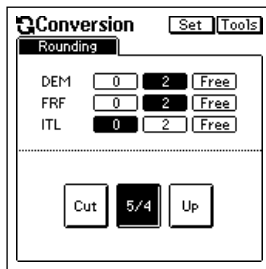 Conversion Set Tools
Rounding
DEM 0 2 Free
FRF 0 2 Free
ITL 0 2 Free
Cut 5/4 Up